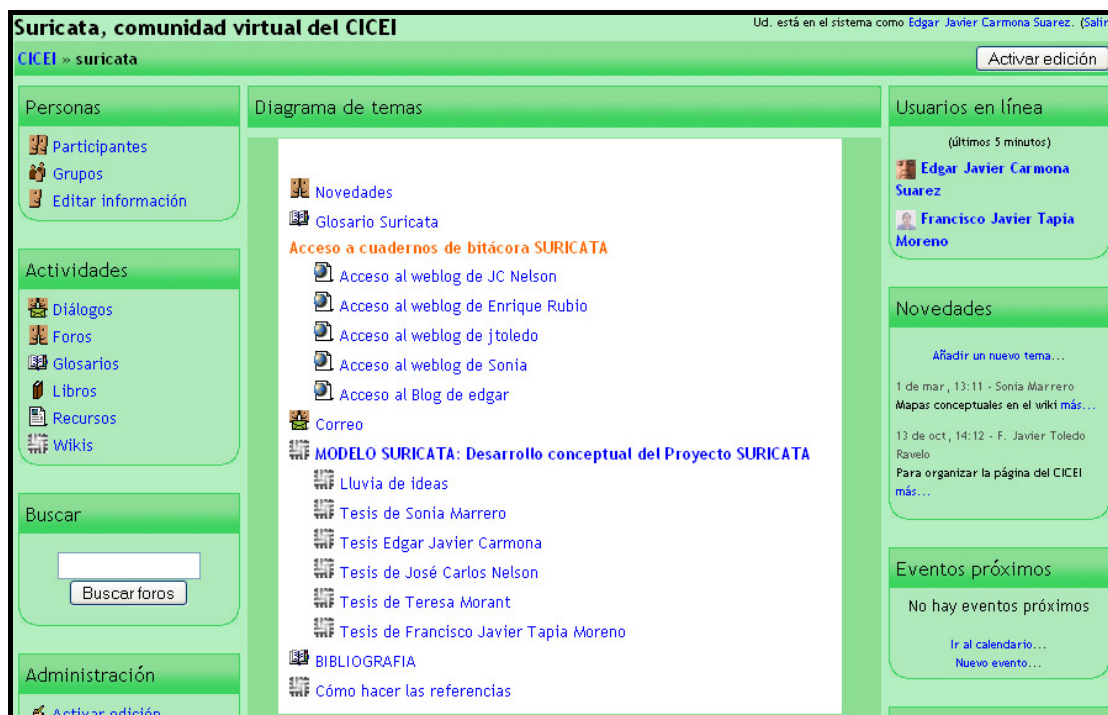 Suricata, comunidad virtual del CICEI
Ud. está en el sistema como Edgar Javier Carmona Suarez. (Salir
CICEI » suricata
Activar edición
Personas
Participantes
Grupos
Editar información
Actividades
Diálogos
Foros
Glosarios
Libros
Recursos
Wikis
Buscar
Buscar foros
Administración
Activar edición
Diagrama de temas
Novedades
Glosario Suricata
Acceso a cuadernos de bitácora SURICATA
Acceso al weblog de JC Nelson
Acceso al weblog de Enrique Rubio
Acceso al weblog de jtoledo
Acceso al weblog de Sonia
Acceso al Blog de edgar
Correo
MODELO SURICATA: Desarrollo conceptual del Proyecto SURICATA
Lluvia de ideas
Tesis de Sonia Marrero
Tesis Edgar Javier Carmona
Tesis de José Carlos Nelson
Tesis de Teresa Morant
Tesis de Francisco Javier Tapia Moreno
BIBLIOGRAFIA
Cómo hacer las referencias
Usuarios en línea
(últimos 5 minutos)
Edgar Javier Carmona
Suarez
Francisco Javier Tapia
Moreno
Novedades
Añadir un nuevo tema...
1 de mar, 13:11 - Sonia Marrero
Mapas conceptuales en el wiki más...
13 de oct, 14:12 - F. Javier Toledo
Ravelo
Para organizar la página del CICEI
más...
Eventos próximos
No hay eventos próximos
Ir al calendario...
Nuevo evento...